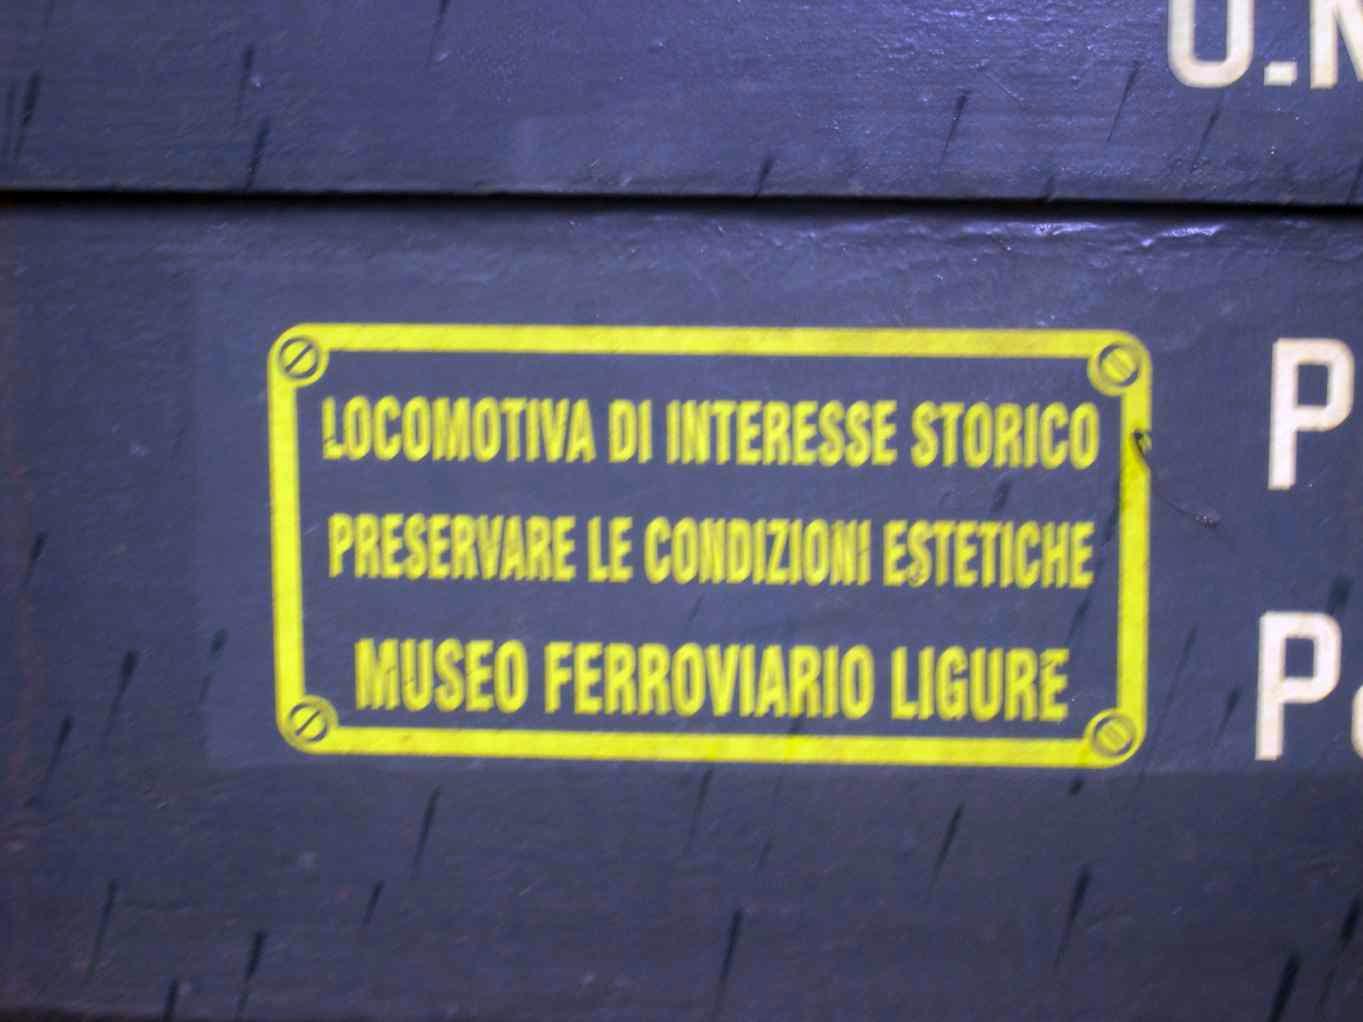 U.
LOCOMOTIVA DI INTERESSE STORICO
PRESERVARE LE CONDIZIONI ESTETICHE
MUSEO FERROVIARIO LIGURE
P
P